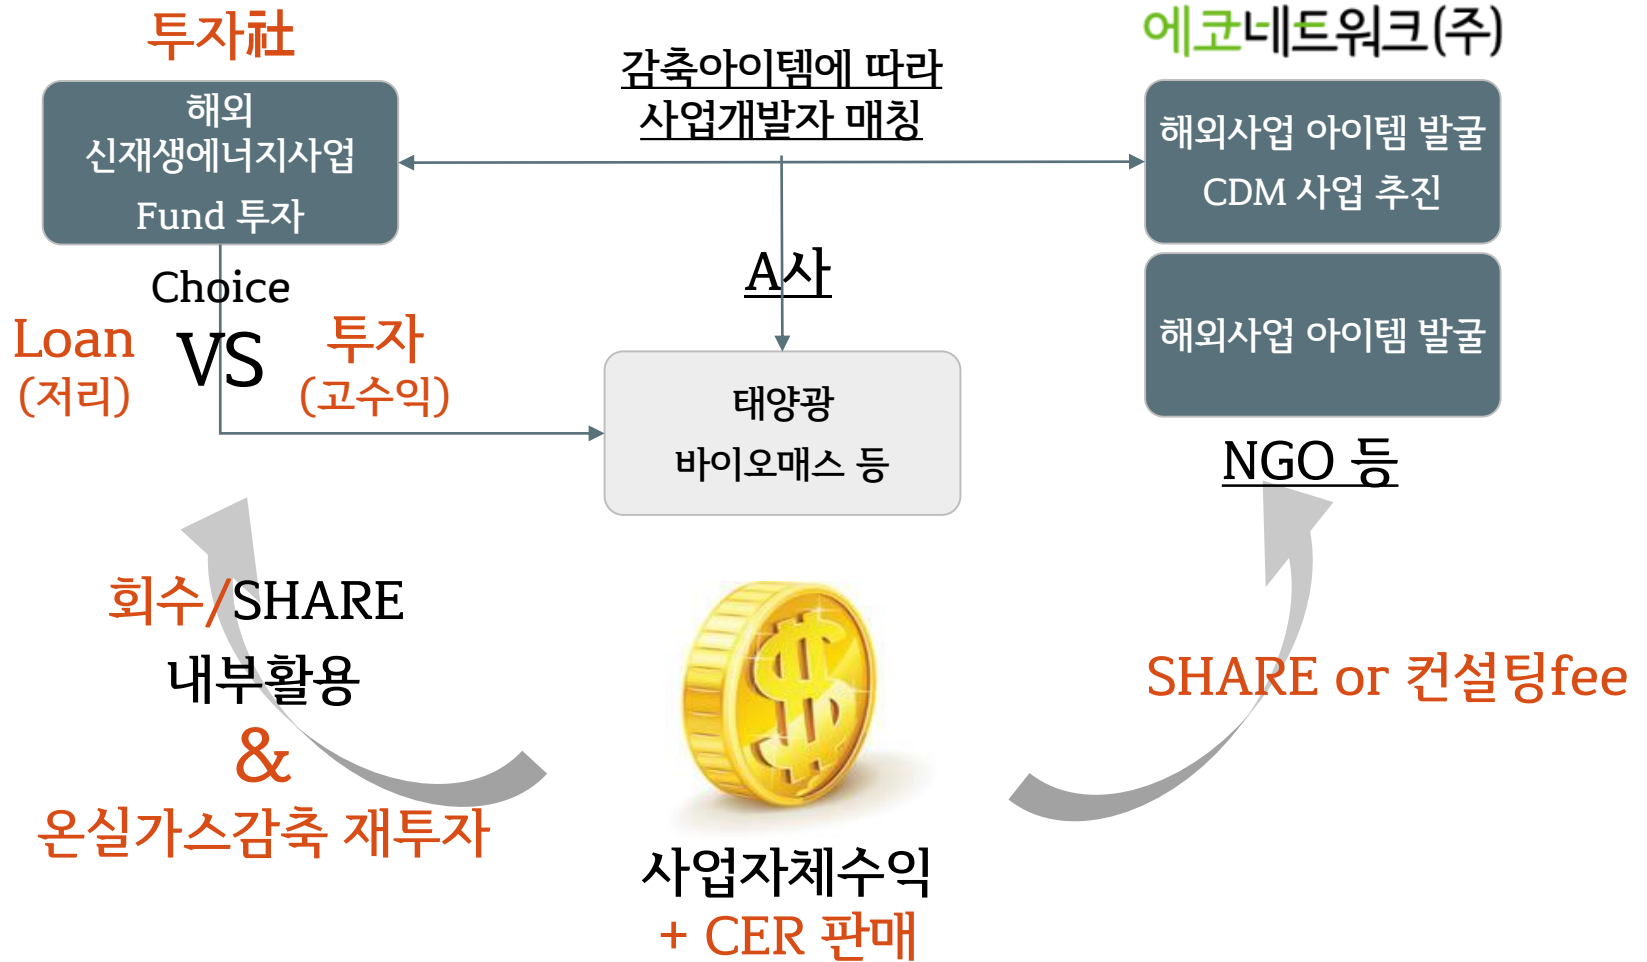 투자社
해외
신재생에너지사업
Fund 투자
Choice
Loan
(저리)
VS
투자
(고수익)
감축아이템에 따라
사업개발자 매칭
A사
태양광
바이오매스 등
에코네트워크(주)
해외사업 아이템 발굴
CDM 사업 추진
해외사업 아이템 발굴
NGO 등
회수/SHARE
내부활용
&
온실가스감축 재투자
사업자체수익
+ CER 판매
SHARE or 컨설팅fee